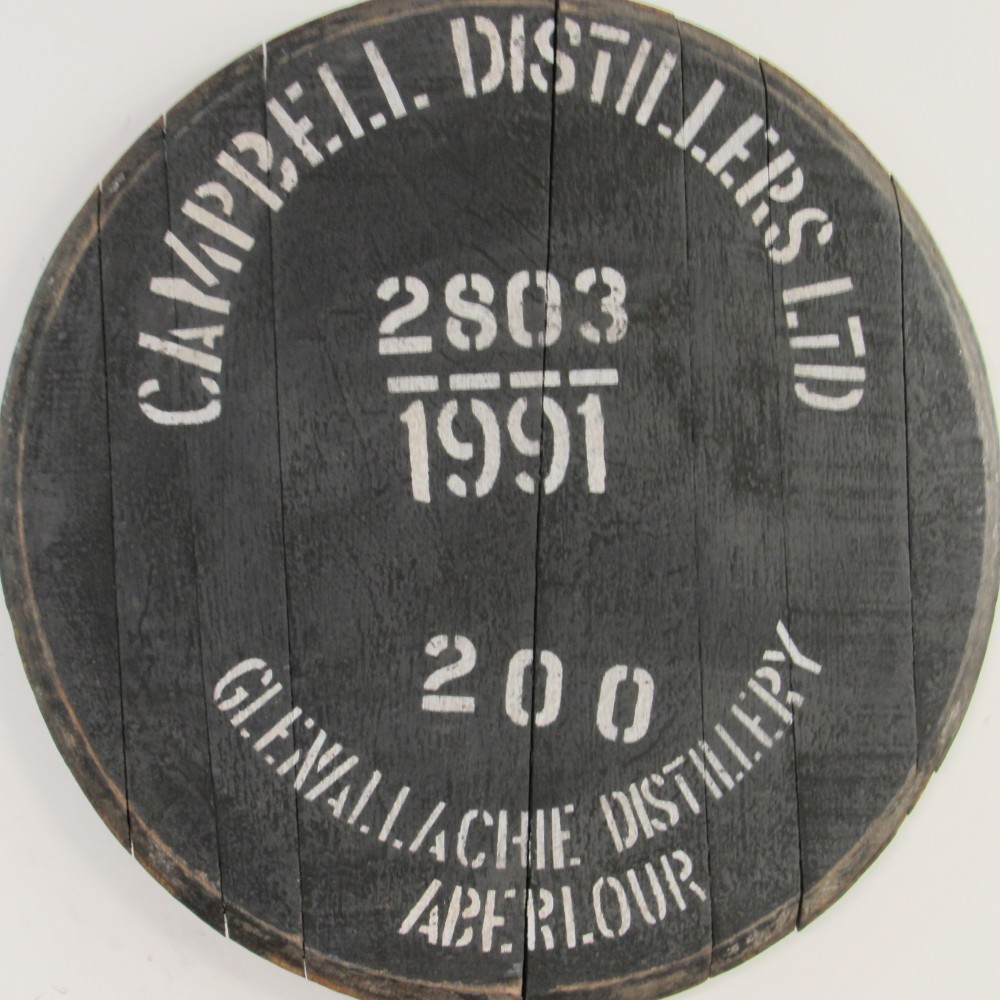 CAMPBELL DISTILLERS LTD
2803
1991
200
GLENALLACHIE DISTILLERY
ABERLOUR